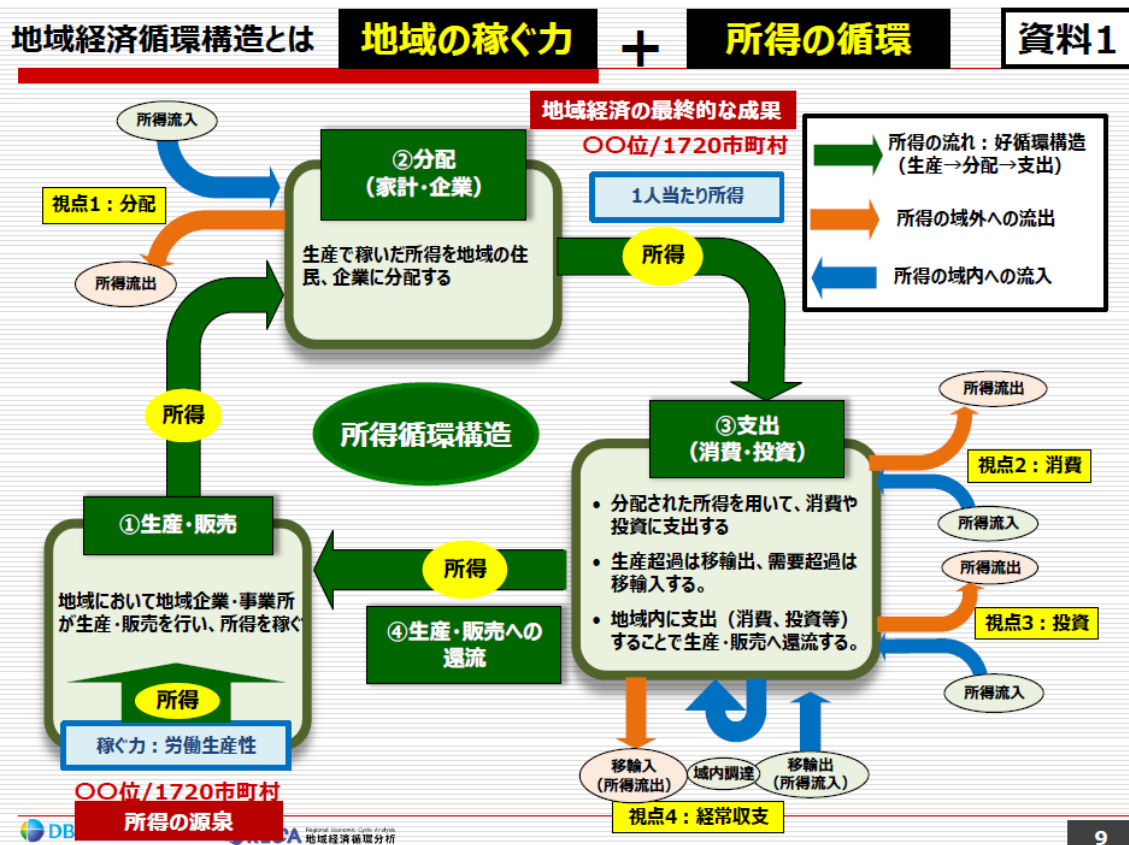 地域経済循環構造とは
地域の稼ぐ力
+
所得の循環
資料1
地域経済の最終的な成果
〇〇位/1720市町村
1人当たり所得
所得の流れ：好循環構造
(生産→分配→支出)
所得の域外への流出
所得の域内への流入
所得流入
視点1：分配
所得流出
②分配
(家計・企業)
生産で稼いだ所得を地域の住
民、企業に分配する
所得
所得
所得循環構造
③支出
(消費・投資)
• 分配された所得を用いて、消費や
投資に支出する
• 生産超過は移輸出、需要超過は
移輸入する。
• 地域内に支出（消費、投資等）
することで生産・販売へ還流する。
所得流出
視点2：消費
所得流入
所得流出
視点3：投資
所得流入
①生産・販売
地域において地域企業・事業所
が生産・販売を行い、所得を稼ぐ
所得
④生産・販売への
還流
所得
稼ぐ力：労働生産性
〇〇位/1720市町村
所得の源泉
移輸入
(所得流出)
域内調達
移輸出
(所得流入)
視点4：経常収支
DB
Regional Economic Cycle Analysis
地域経済循環分析
9